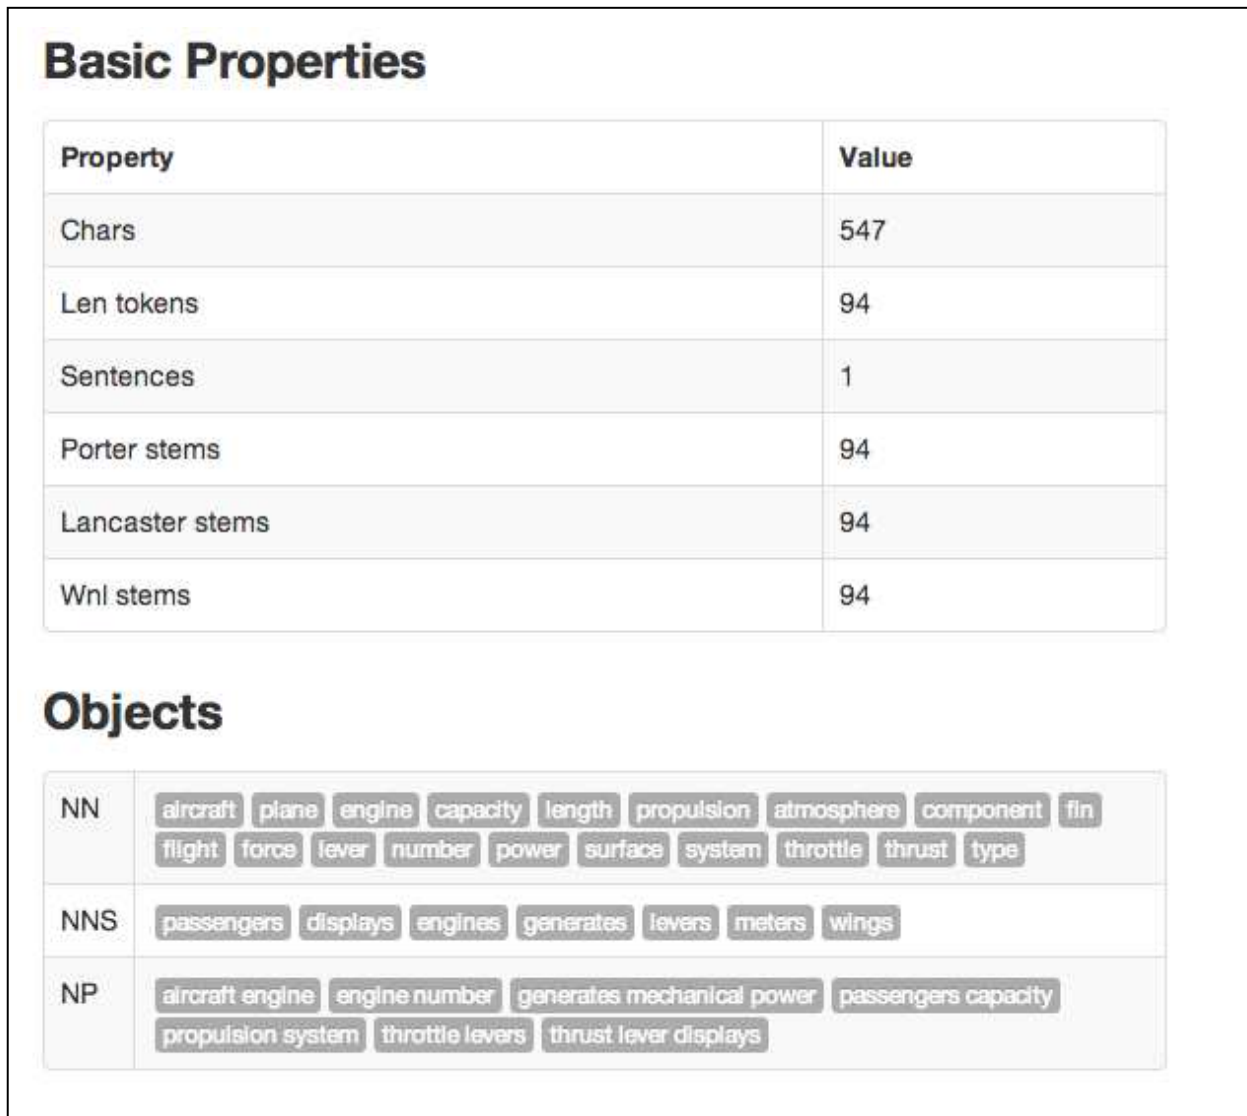 Basic Properties
Property Value
Chars 547
Len tokens 94
Sentences 1
Porter stems 94
Lancaster stems 94
Wnl stems 94
Objects
NN aircraft plane engine capacity length propulsion atmosphere component fin
flight force lever number power surface system throttle thrust type
NNS passengers displays engines generates levers meters wings
NP aircraft engine engine number generates mechanical power passengers capacity
propulsion system throttle levers thrust lever displays